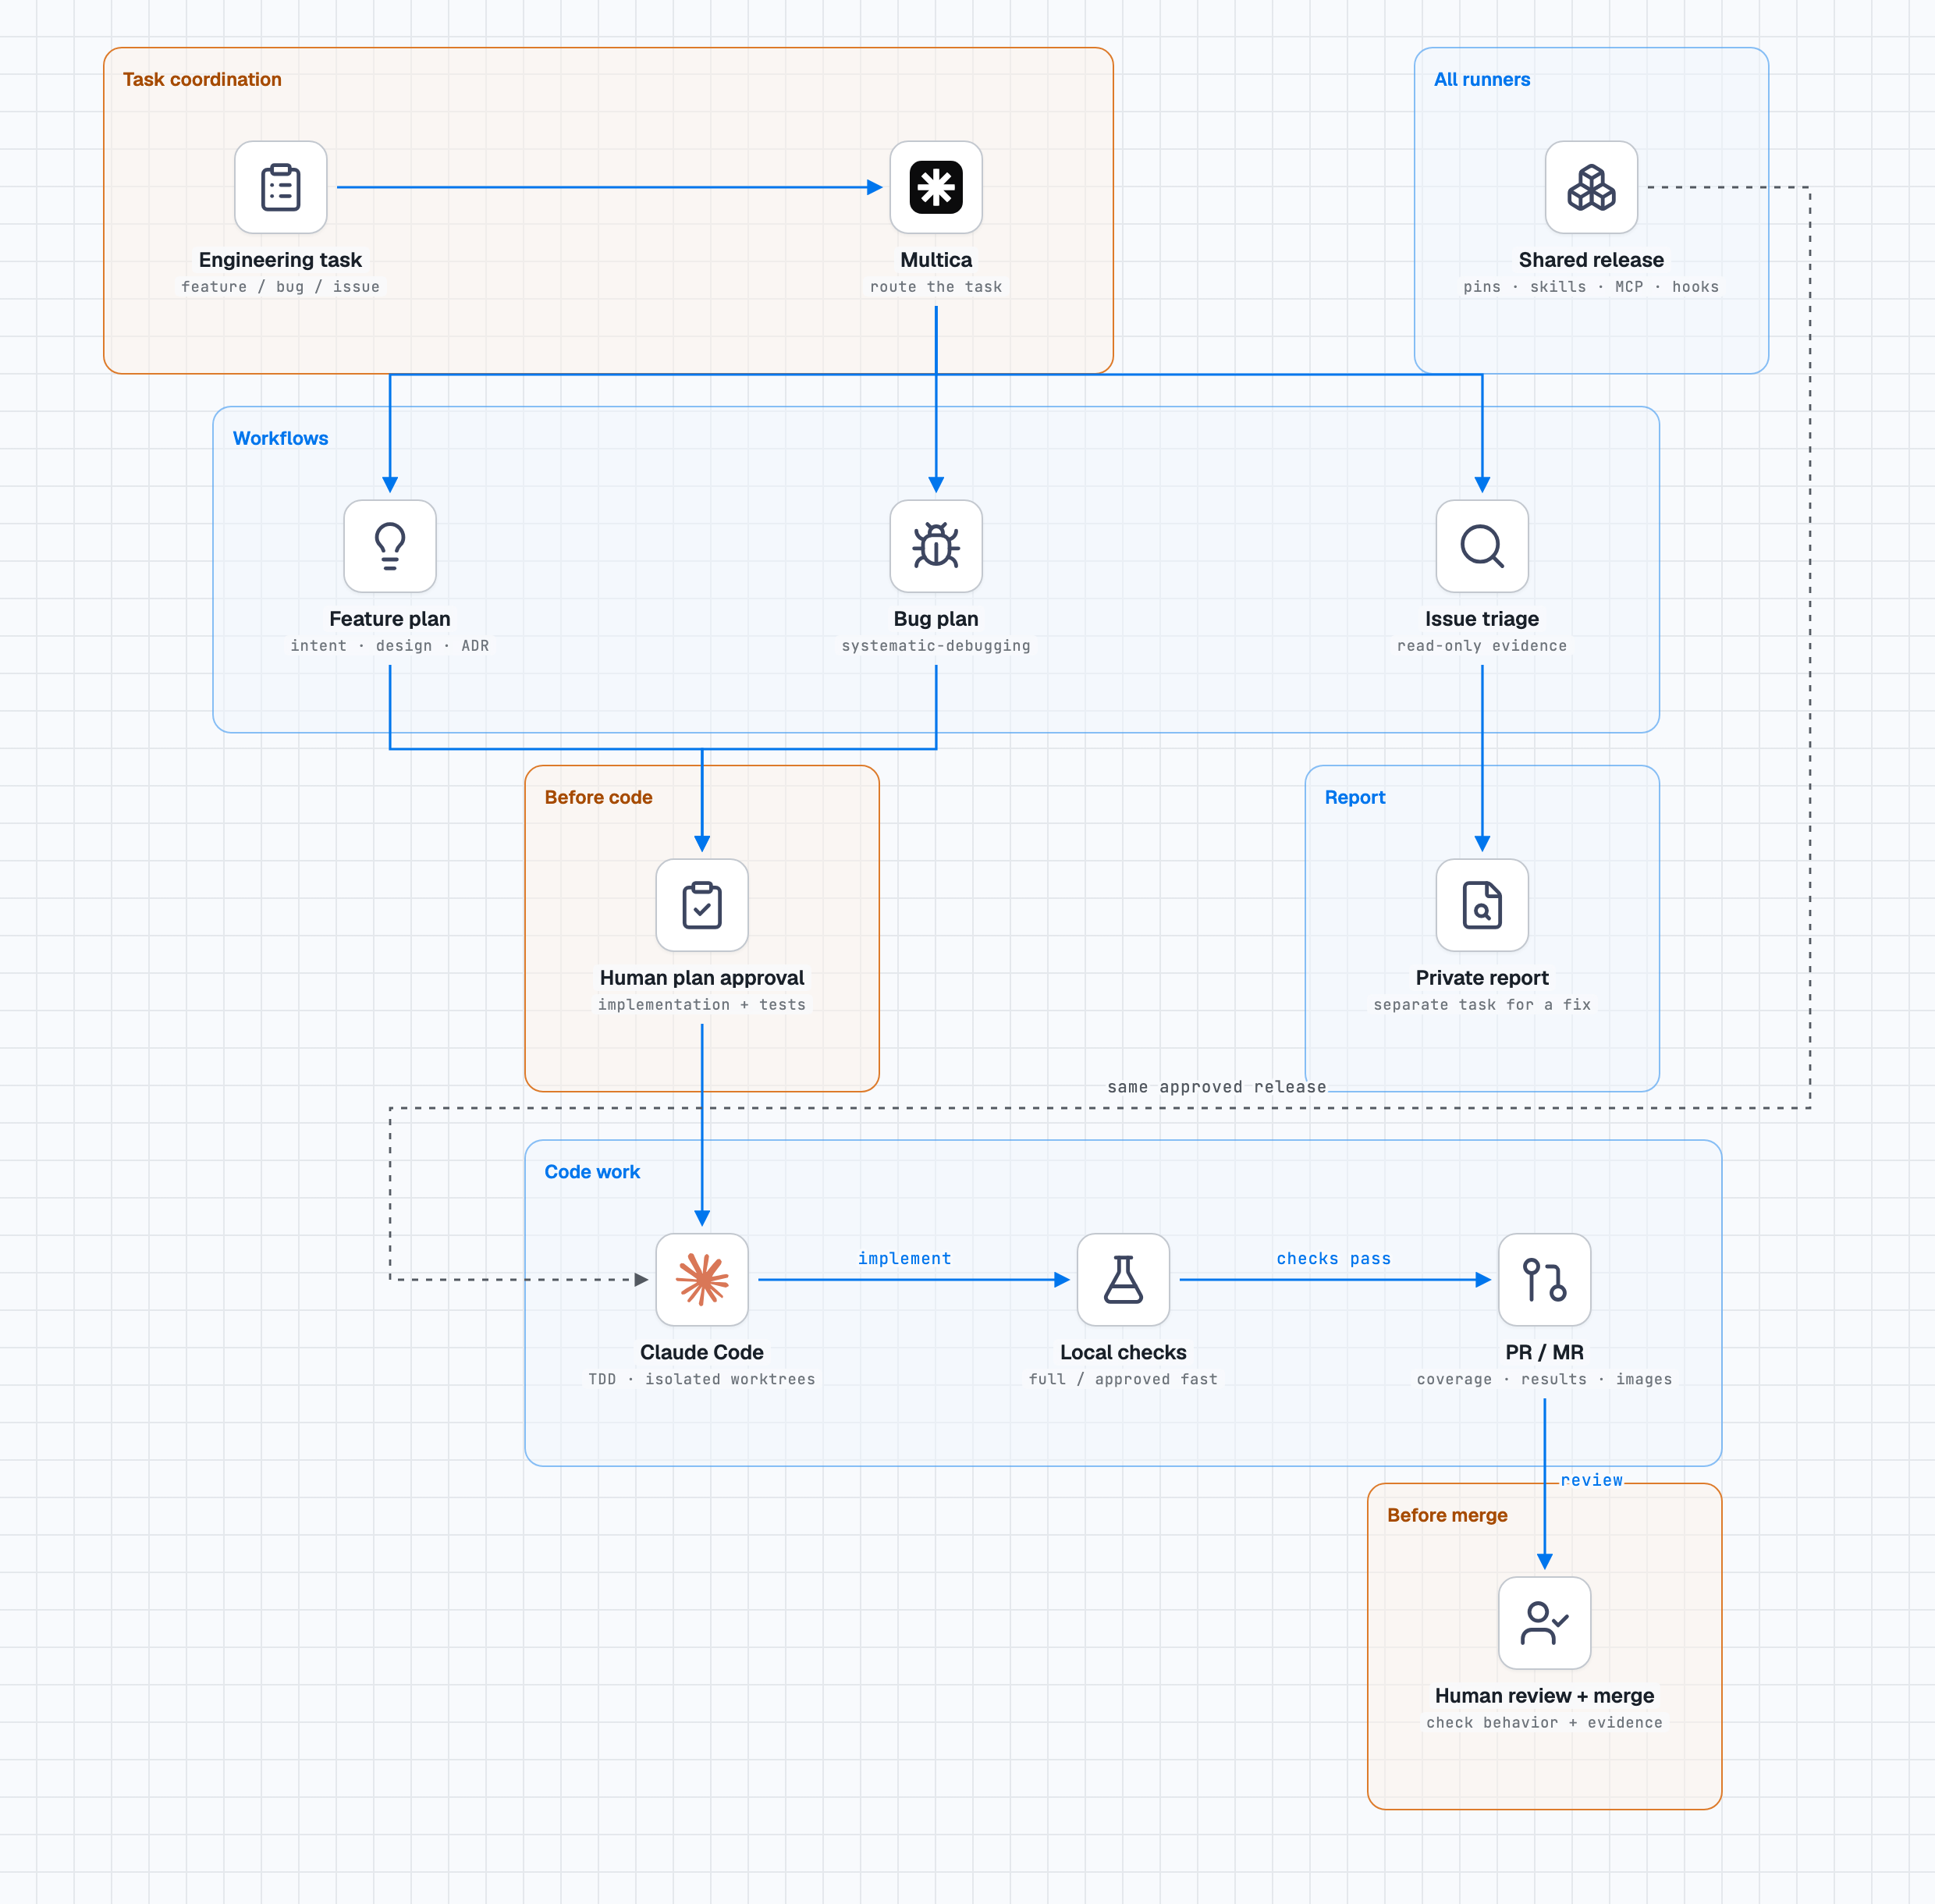 Task coordination
All runners
Engineering task
feature / bug / issue
Multica
route the task
Shared release
pins · skills · MCP · hooks
Workflows
Feature plan
intent · design · ADR
Bug plan
systematic-debugging
Issue triage
read-only evidence
Before code
Report
Human plan approval
implementation + tests
Private report
separate task for a fix
same approved release
Code work
implement
checks pass
Claude Code
TDD · isolated worktrees
Local checks
full / approved fast
PR / MR
coverage · results · images
review
Before merge
Human review + merge
check behavior + evidence